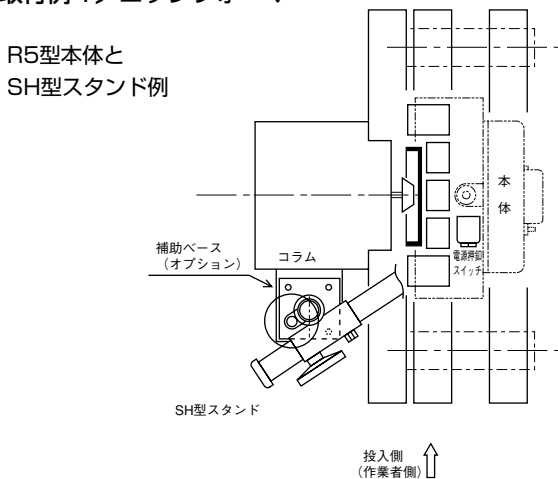 R5型本体と
SH型スタンド例
本
体
補助ベース
（オプション）
コラム
電源押釦
スイッチ
SH型スタンド
投入側
（作業者側）